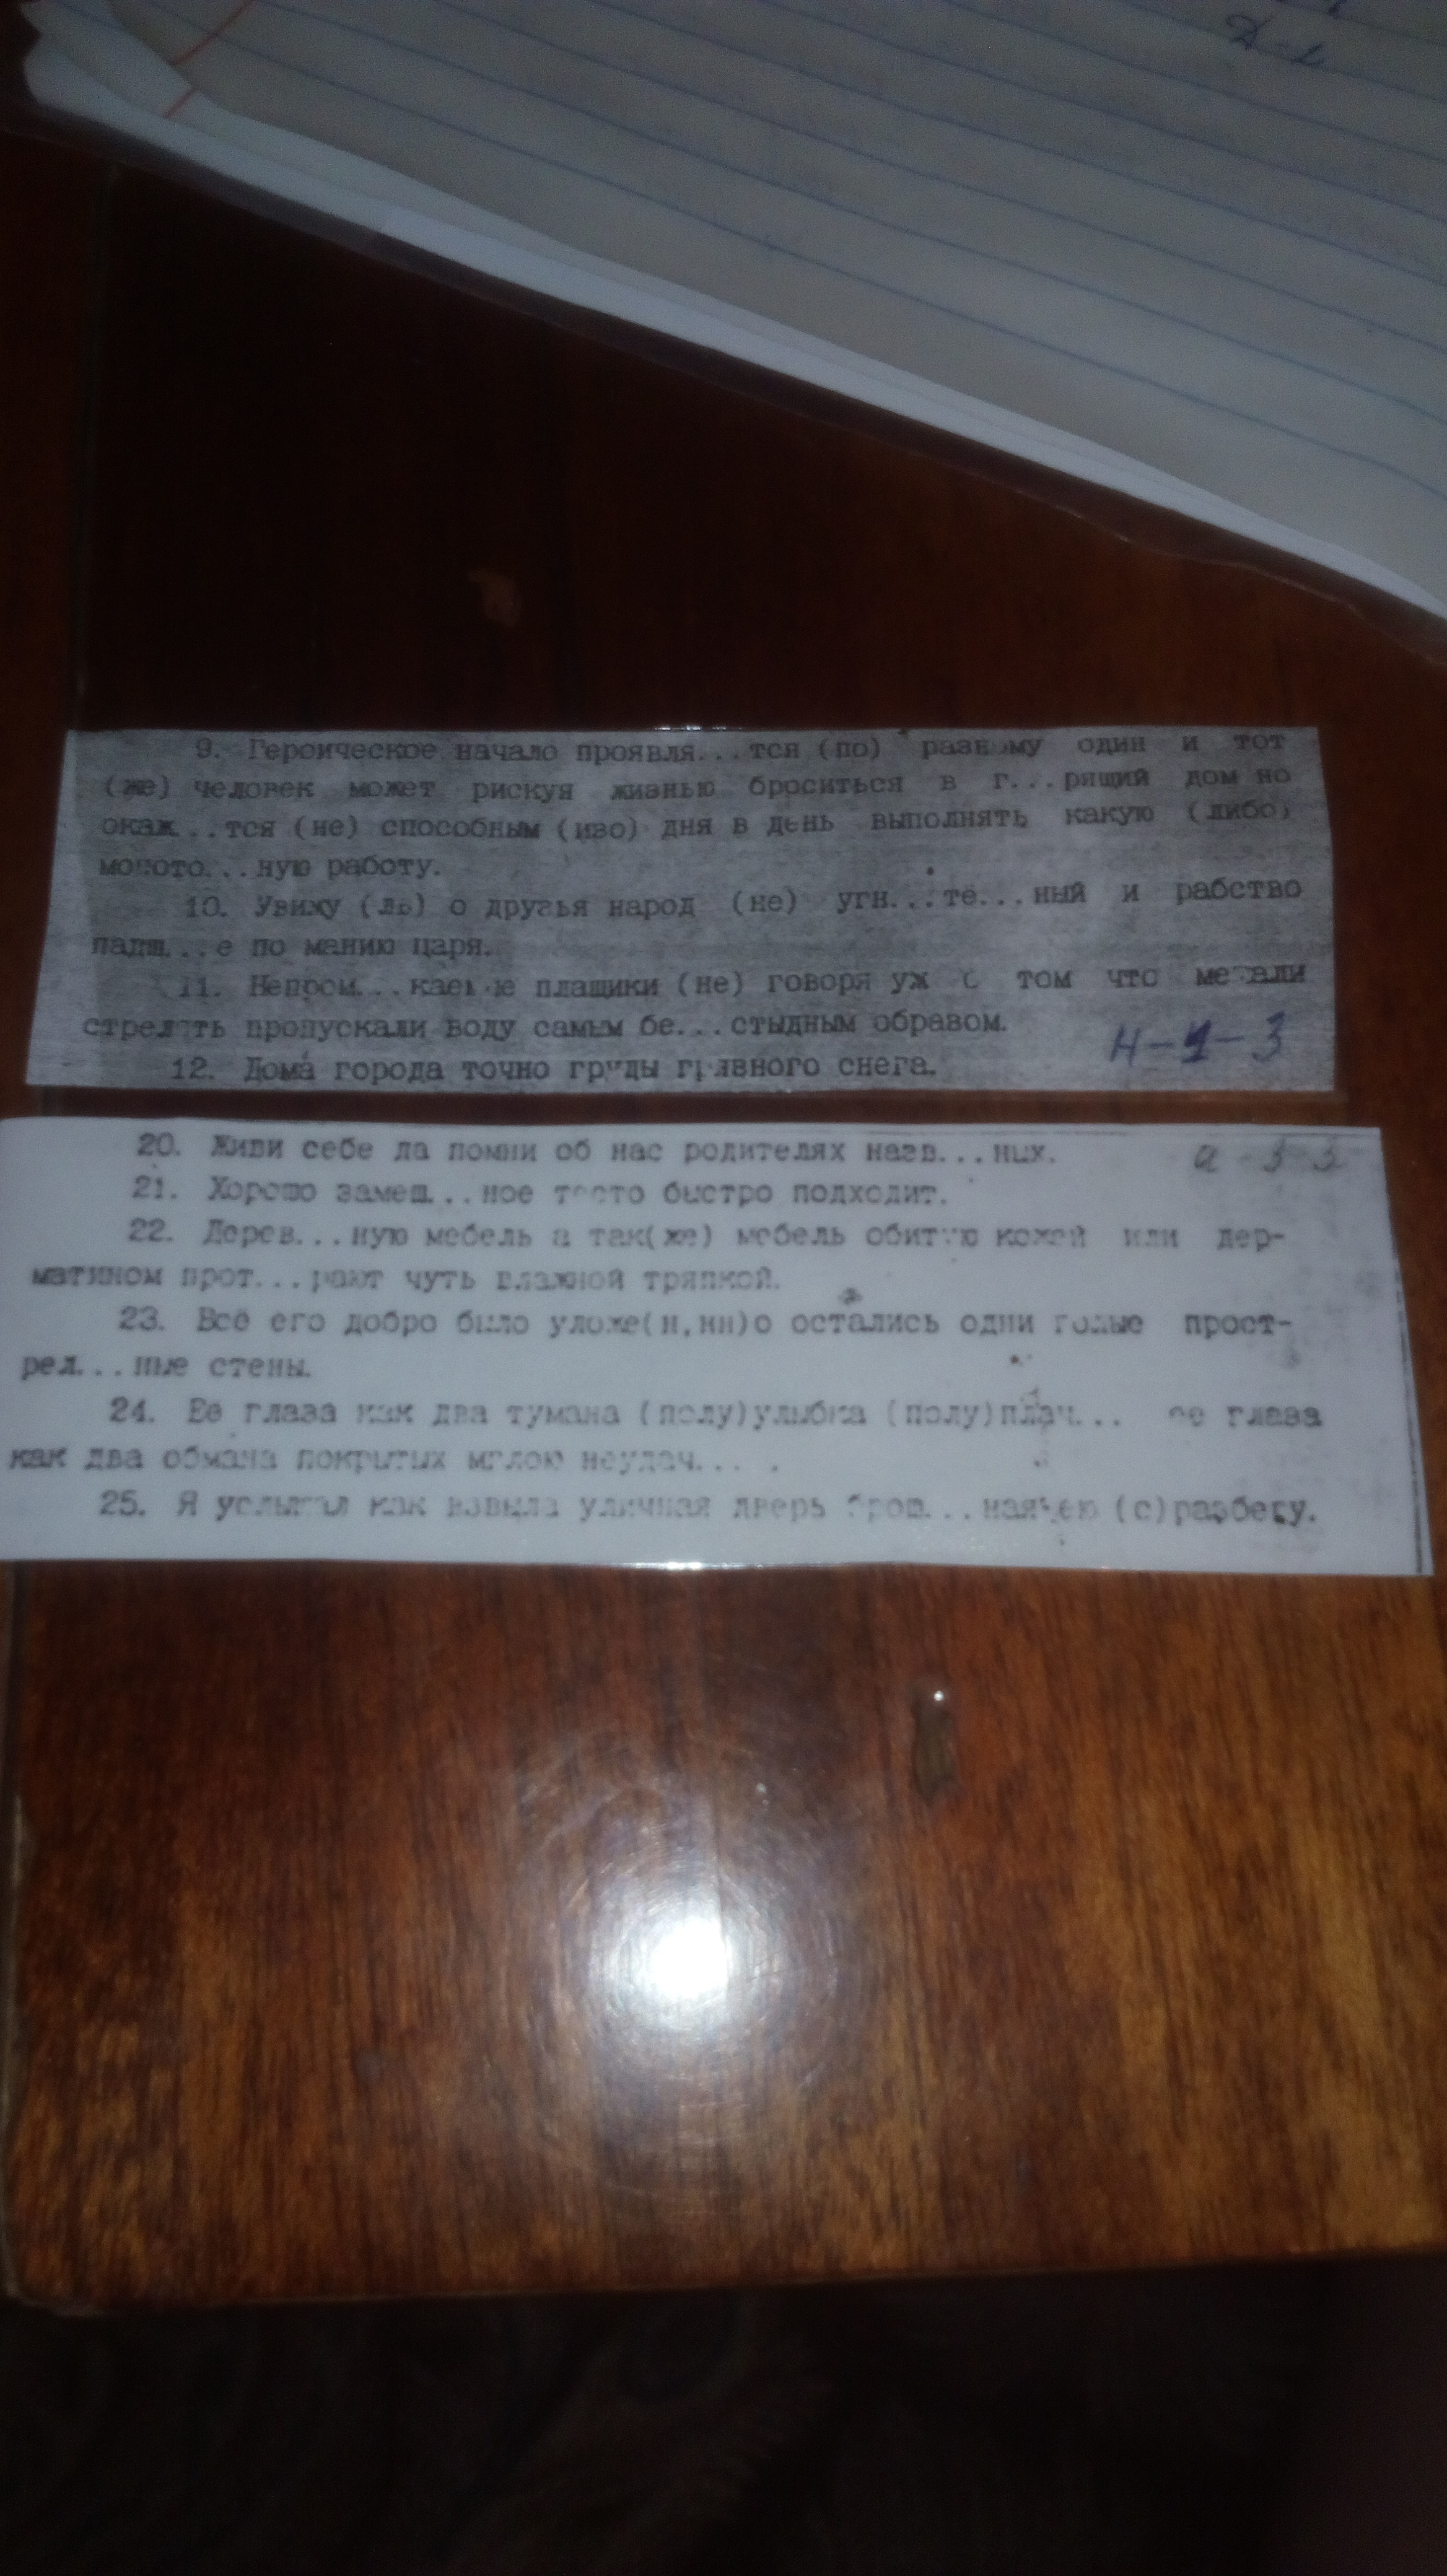 9. Героическое начало проявля...тся (по) разному один и тот
(же) человек может рискуя жизнью броситься в г...рящий дом но
окаж...тся (не) способным (изо) дня в день выполнять какую (либо)
моното...ную работу.
10. Увижу (ль) о друзья народ (не) угн...те...ный и рабство
падш...е по манию царя.
11. Непром...каемые плащики (не) говоря уж о том что мешали
стрелять пропускали воду самым бе...стыдным образом.
Н-1-3
12. Дома города точно груды грязного снега.
20. Живи себе да помни об нас родителях назв...ных.
а 3 3
21. Хорошо замеш...ное тесто быстро подходит.
22. Дерев...ную мебель а так(же) мебель обитую кожей или дер-
матином прот...рают чуть влажной тряпкой.
23. Всё его добро было уложе(н,нн)о остались одни голые прост-
рел...ные стены.
24. Ее глаза как два тумана (полу)улыбка (полу)плач... ее глаза
как два обмана покрытых мглою неудач... .
25. Я услышал как взвыла уличная дверь брош...ная ею (с)разбегу.